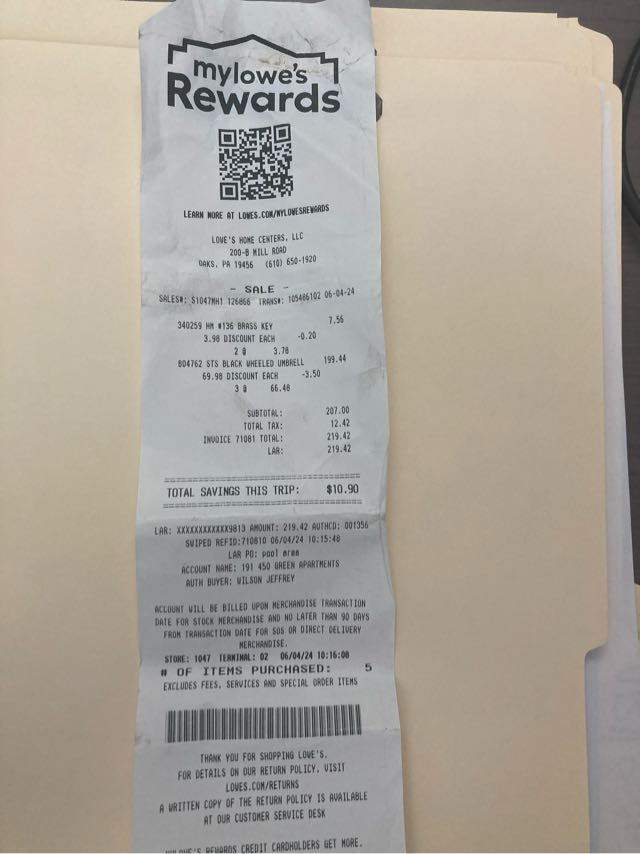 mylowe's
Rewards
LEARN MORE AT LOWES.COM/MYLOWESREWARDS
LOWE'S HOME CENTERS, LLC
200-B MILL ROAD
OAKS, PA 19456 (610) 650-1920
- SALE -
SALES#: S1047MH1 126866 TRANS#: 105486102 06-04-24
340259 HM #136 BRASS KEY 7.56
3.98 DISCOUNT EACH -0.20
2 @ 3.78
804762 STS BLACK WHEELED UMBRELL 199.44
69.98 DISCOUNT EACH -3.50
3 @ 66.48
SUBTOTAL: 207.00
TOTAL TAX: 12.42
INVOICE 71081 TOTAL: 219.42
LAR: 219.42
TOTAL SAVINGS THIS TRIP: $10.90
LAR: XXXXXXXXXXXX9813 AMOUNT: 219.42 AUTHCD: 001356
SWIPED REFID:710810 06/04/24 10:15:48
LAR PO: pool area
ACCOUNT NAME: 191 450 GREEN APARTMENTS
AUTH BUYER: WILSON JEFFREY
ACCOUNT WILL BE BILLED UPON MERCHANDISE TRANSACTION
DATE FOR STOCK MERCHANDISE AND NO LATER THAN 90 DAYS
FROM TRANSACTION DATE FOR SOS OR DIRECT DELIVERY
MERCHANDISE.
STORE: 1047 TERMINAL: 02 06/04/24 10:16:08
# OF ITEMS PURCHASED: 5
EXCLUDES FEES, SERVICES AND SPECIAL ORDER ITEMS
THANK YOU FOR SHOPPING LOWE'S.
FOR DETAILS ON OUR RETURN POLICY, VISIT
LOWES.COM/RETURNS
A WRITTEN COPY OF THE RETURN POLICY IS AVAILABLE
AT OUR CUSTOMER SERVICE DESK
MYLOWE'S REWARDS CREDIT CARDHOLDERS GET MORE.